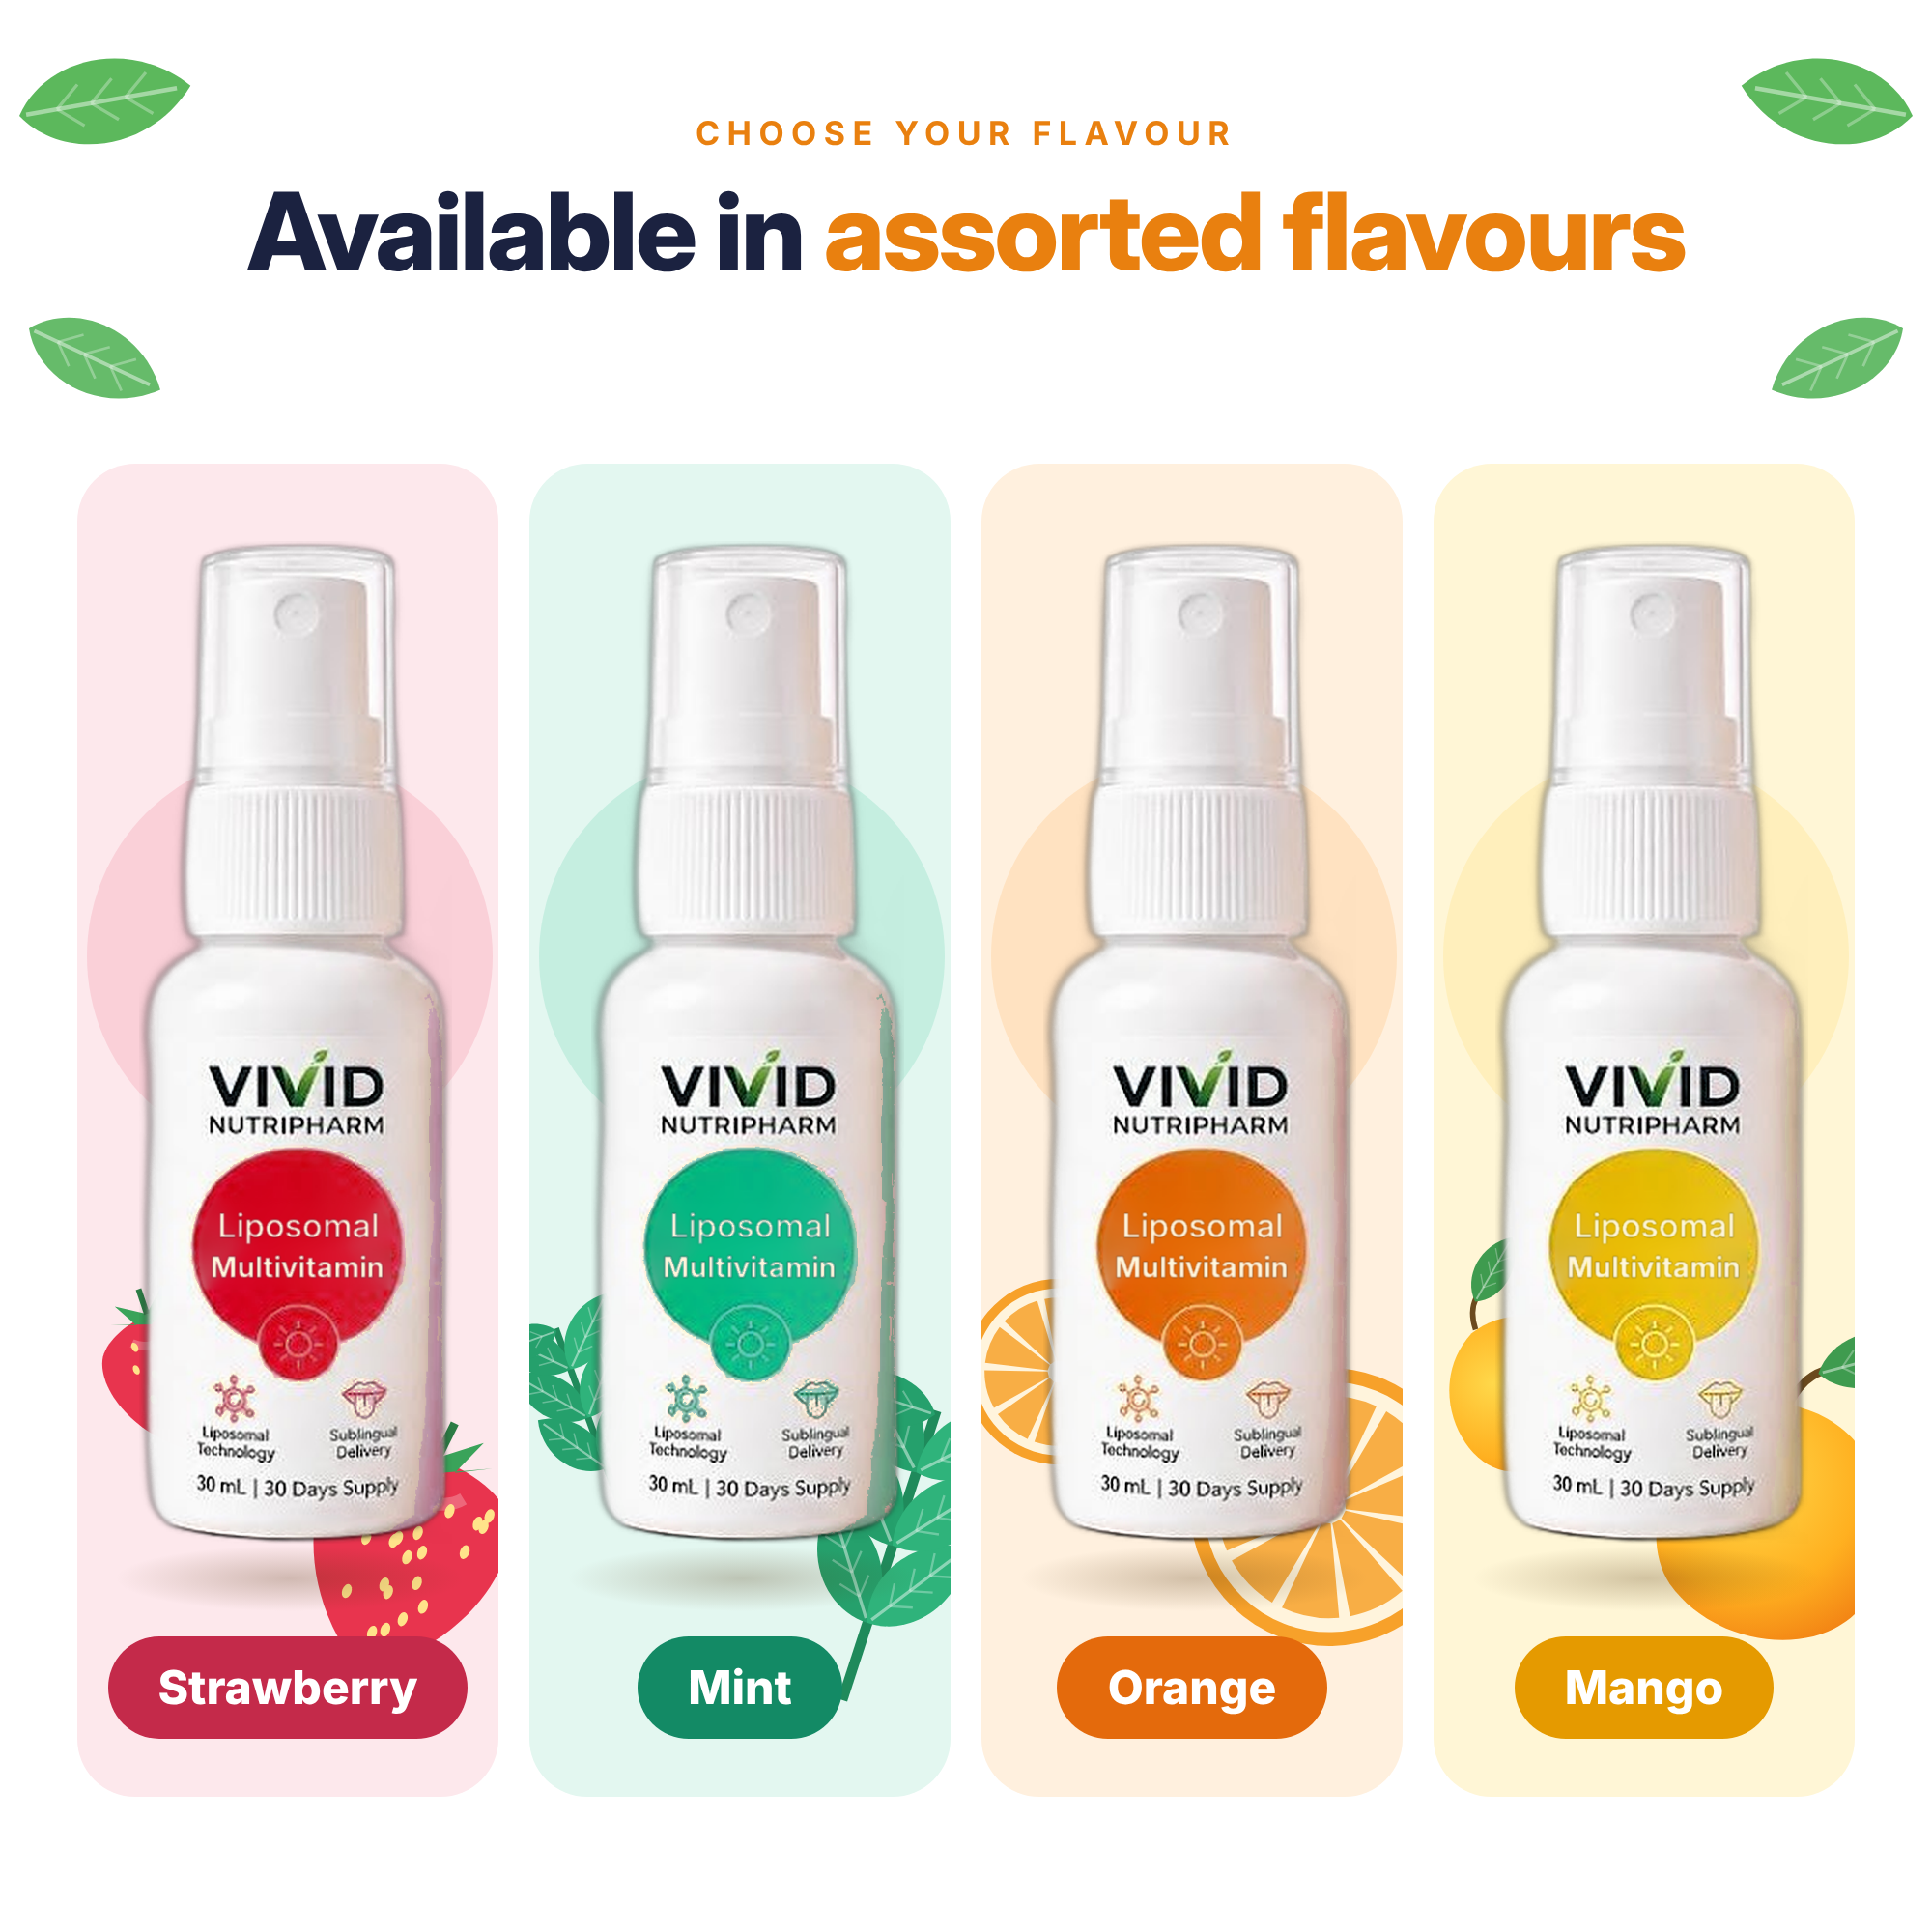 CHOOSE YOUR FLAVOUR
Available in assorted flavours
VIVID
NUTRIPHARM
Liposomal
Multivitamin
Liposomal
Technology
Sublingual
Delivery
30 mL | 30 Days Supply
Strawberry
VIVID
NUTRIPHARM
Liposomal
Multivitamin
Liposomal
Technology
Sublingual
Delivery
30 mL | 30 Days Supply
Mint
VIVID
NUTRIPHARM
Liposomal
Multivitamin
Liposomal
Technology
Sublingual
Delivery
30 mL | 30 Days Supply
Orange
VIVID
NUTRIPHARM
Liposomal
Multivitamin
Liposomal
Technology
Sublingual
Delivery
30 mL | 30 Days Supply
Mango